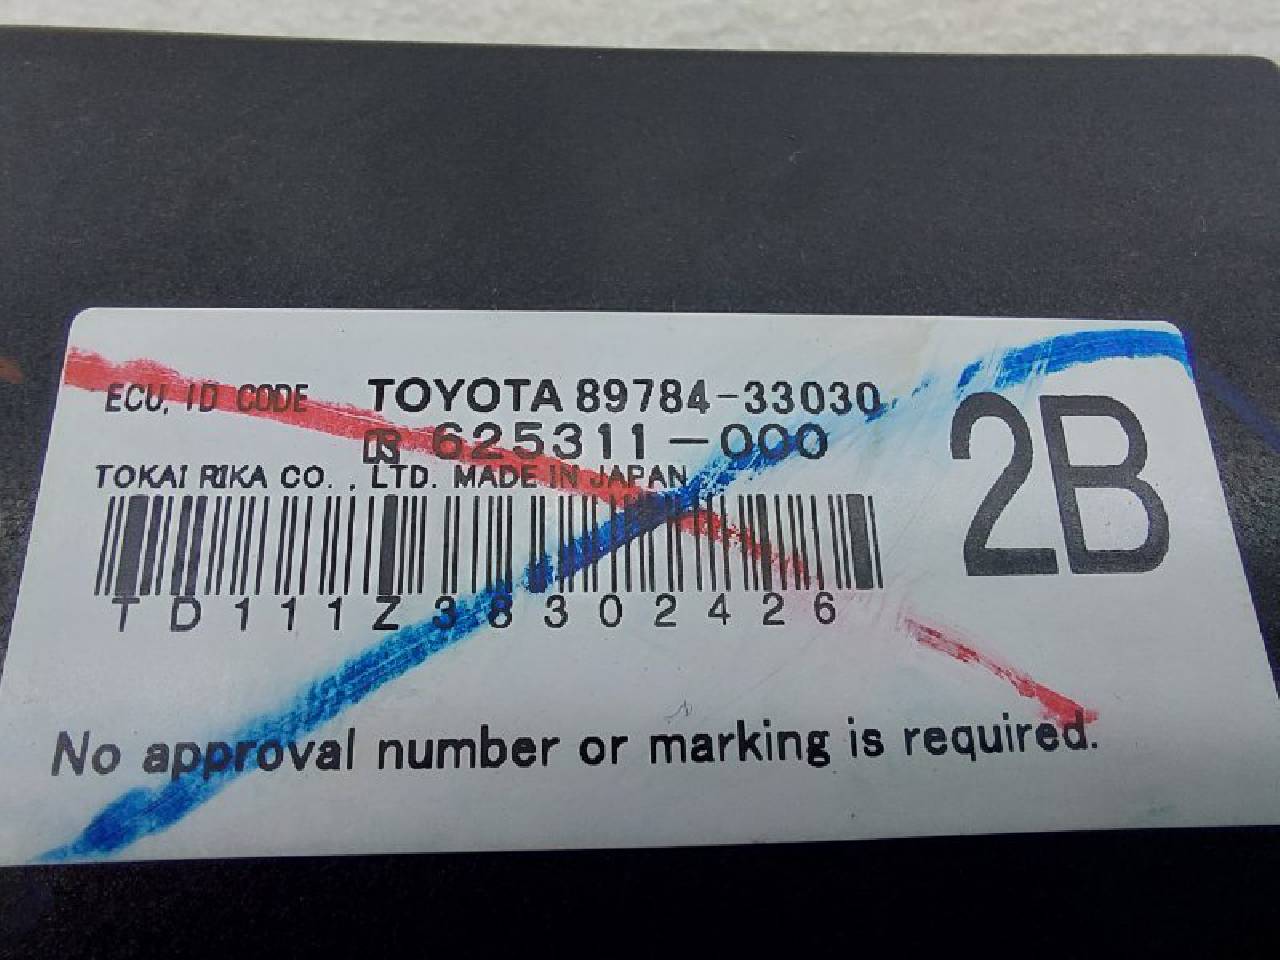 ECU, ID CODE TOYOTA 89784-33030
625311-000
TOKAI RIKA CO., LTD. MADE IN JAPAN
2B
TD111Z38302426
No approval number or marking is required.